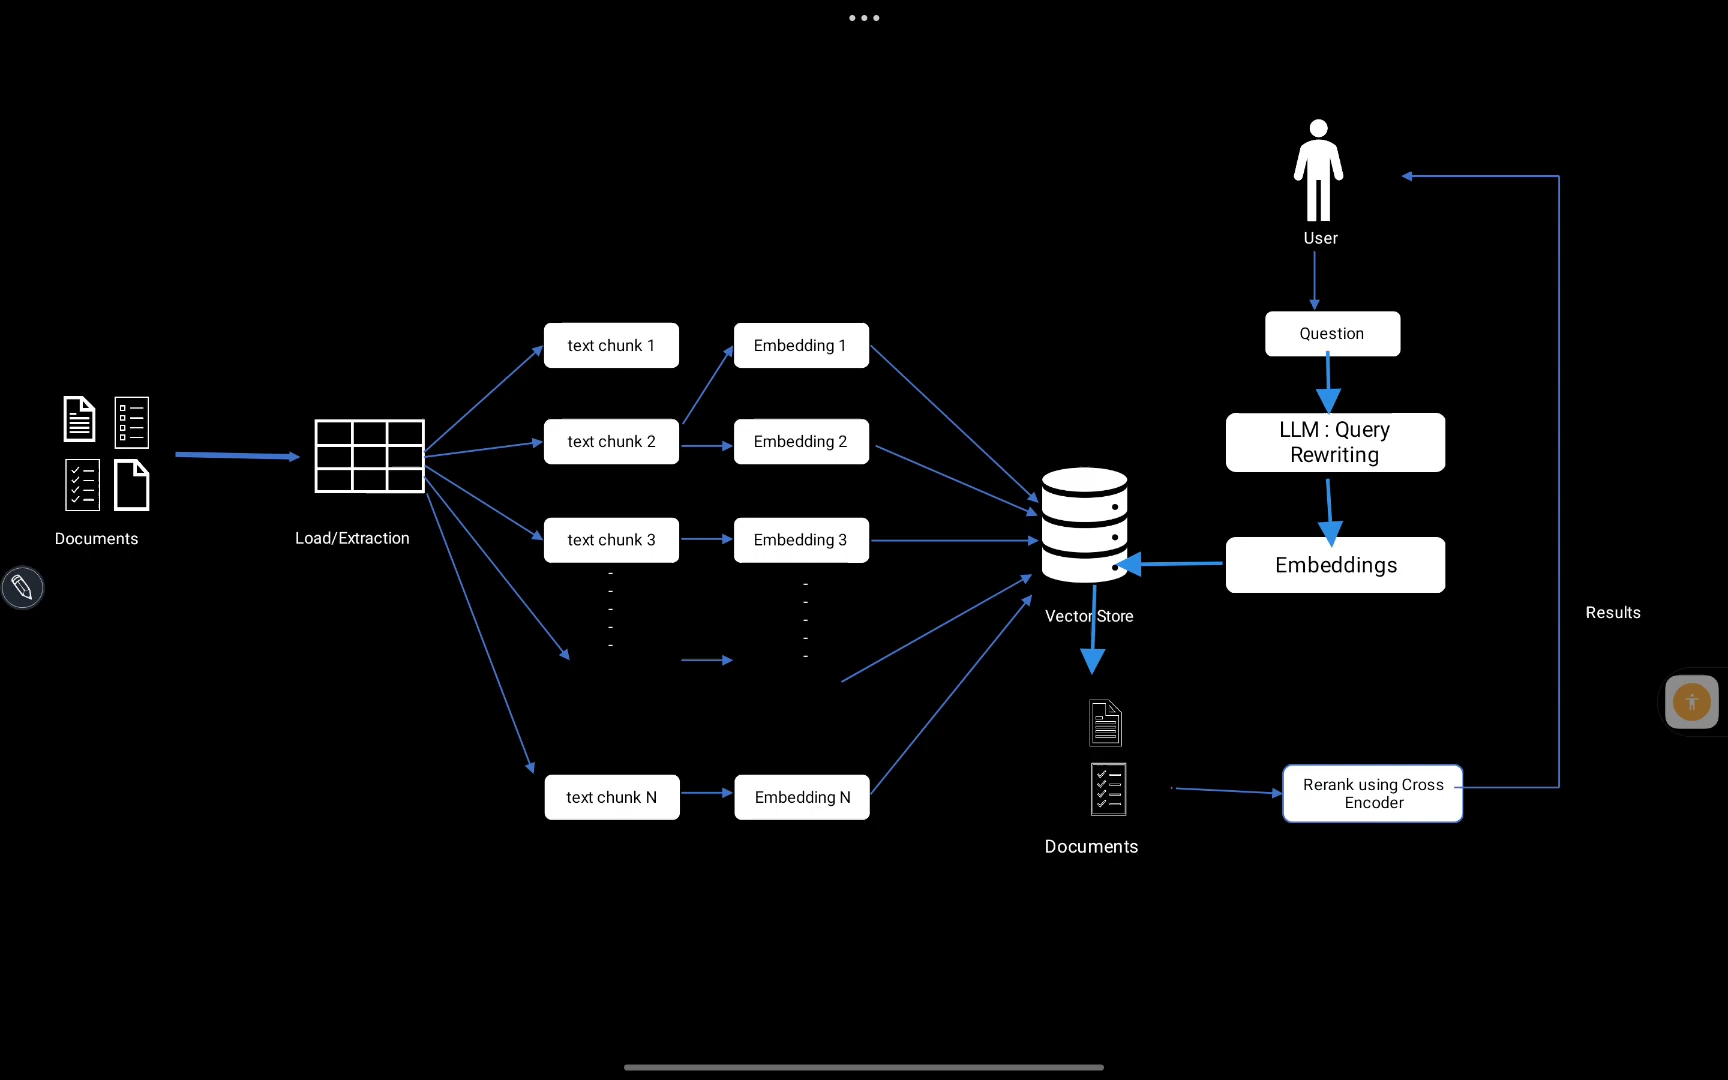 User
Question
text chunk 1
Embedding 1
LLM : Query
Rewriting
text chunk 2
Embedding 2
text chunk 3
Embedding 3
Documents
Load/Extraction
Embeddings
Vector Store
Results
text chunk N
Embedding N
Rerank using Cross
Encoder
Documents